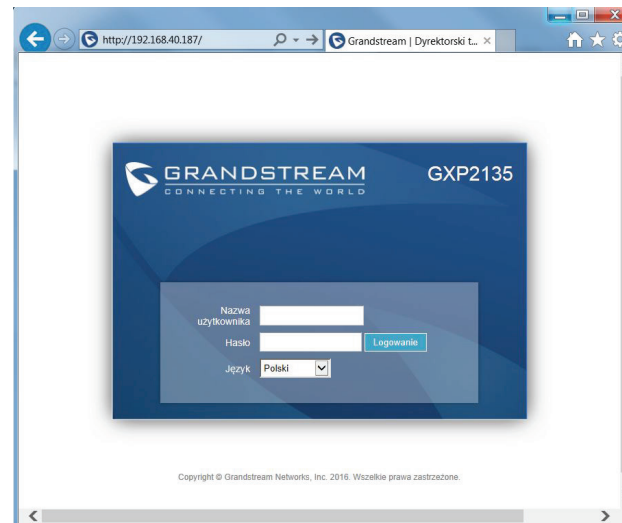 http://192.168.40.187/
Grandstream | Dyrektorski t...
GRANDSTREAM
CONNECTING THE WORLD
GXP2135
Nazwa
użytkownika
Hasło
Logowanie
Język
Polski
Copyright © Grandstream Networks, Inc. 2016. Wszelkie prawa zastrzeżone.